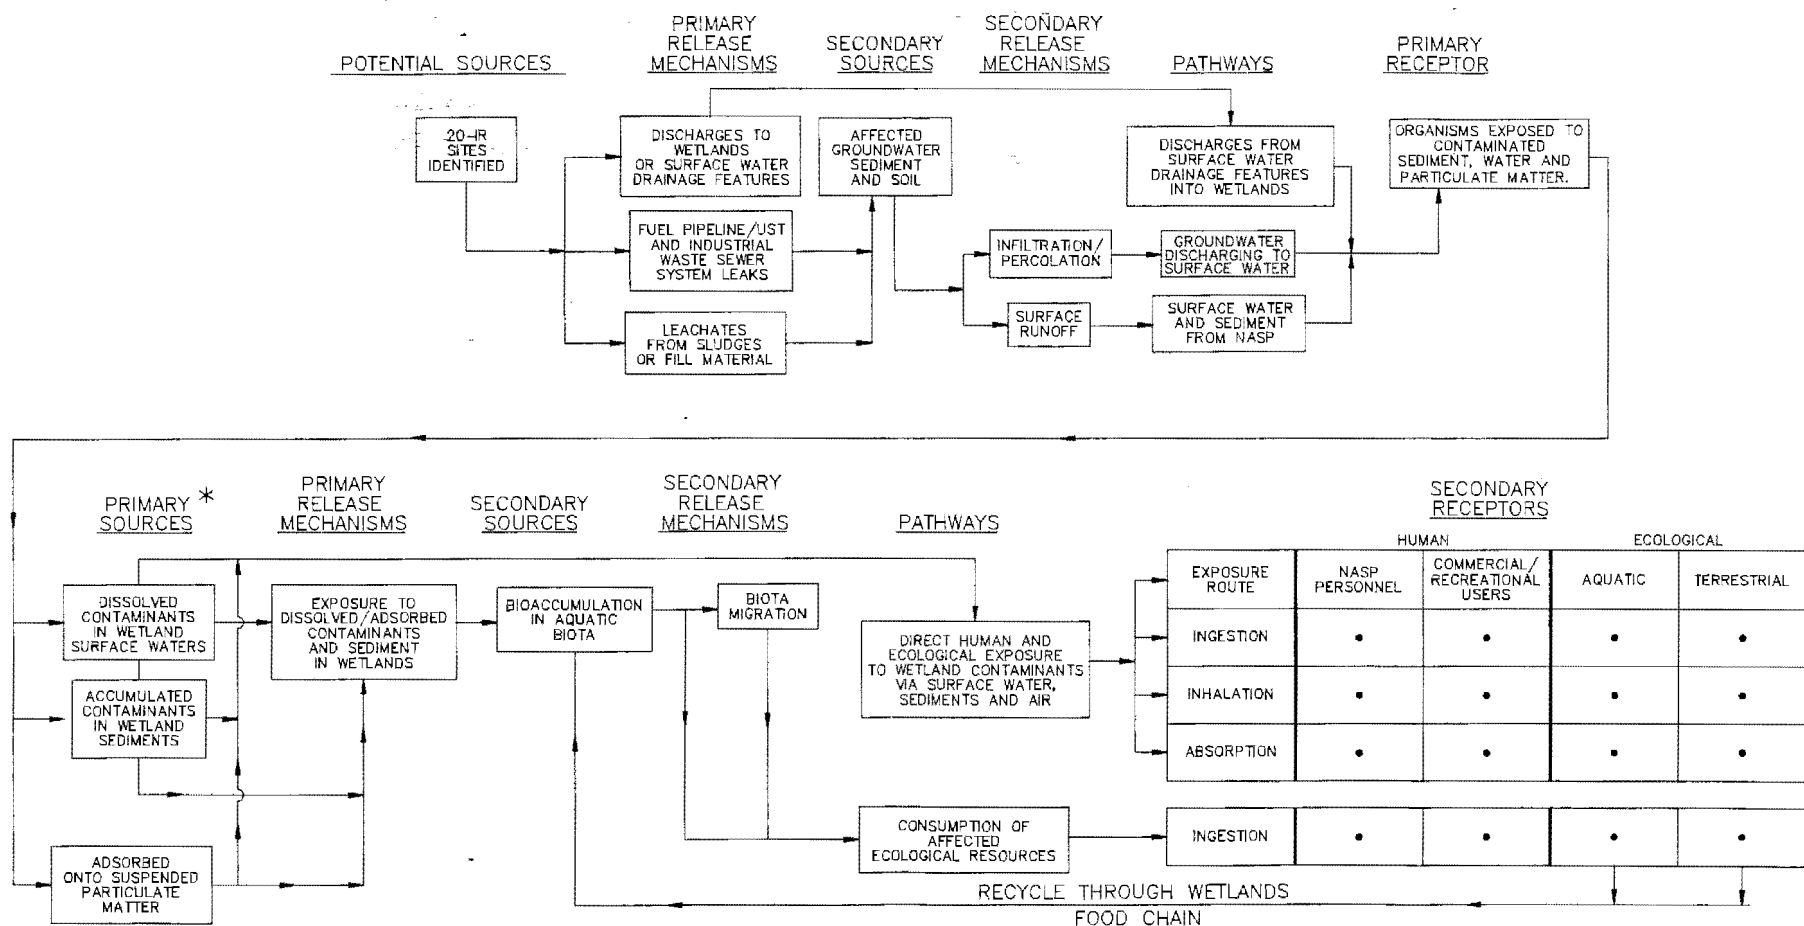 POTENTIAL SOURCES
PRIMARY
RELEASE
MECHANISMS
SECONDARY
SOURCES
SECONDARY
RELEASE
MECHANISMS
PATHWAYS
PRIMARY
RECEPTOR
20-IR
SITES
IDENTIFIED
DISCHARGES TO
WETLANDS
OR SURFACE WATER
DRAINAGE FEATURES
FUEL PIPELINE/UST
AND INDUSTRIAL
WASTE SEWER
SYSTEM LEAKS
LEACHATES
FROM SLUDGES
OR FILL MATERIAL
AFFECTED
GROUNDWATER
SEDIMENT
AND SOIL
INFILTRATION/
PERCOLATION
SURFACE
RUNOFF
DISCHARGES FROM
SURFACE WATER
DRAINAGE FEATURES
INTO WETLANDS
GROUNDWATER
DISCHARGING TO
SURFACE WATER
SURFACE WATER
AND SEDIMENT
FROM NASP
ORGANISMS EXPOSED TO
CONTAMINATED
SEDIMENT, WATER AND
PARTICULATE MATTER.
PRIMARY *
SOURCES
PRIMARY
RELEASE
MECHANISMS
SECONDARY
SOURCES
SECONDARY
RELEASE
MECHANISMS
PATHWAYS
SECONDARY
RECEPTORS
DISSOLVED
CONTAMINANTS
IN WETLAND
SURFACE WATERS
ACCUMULATED
CONTAMINANTS
IN WETLAND
SEDIMENTS
ADSORBED
ONTO SUSPENDED
PARTICULATE
MATTER
EXPOSURE TO
DISSOLVED/ADSORBED
CONTAMINANTS
AND SEDIMENT
IN WETLANDS
BIOACCUMULATION
IN AQUATIC
BIOTA
BIOTA
MIGRATION
DIRECT HUMAN AND
ECOLOGICAL EXPOSURE
TO WETLAND CONTAMINANTS
VIA SURFACE WATER,
SEDIMENTS AND AIR
CONSUMPTION OF
AFFECTED
ECOLOGICAL RESOURCES
HUMAN
ECOLOGICAL
EXPOSURE
ROUTE
NASP
PERSONNEL
COMMERCIAL/
RECREATIONAL
USERS
AQUATIC
TERRESTRIAL
INGESTION • • • •
INHALATION • • • •
ABSORPTION • • • •
INGESTION • • • •
RECYCLE THROUGH WETLANDS
FOOD CHAIN